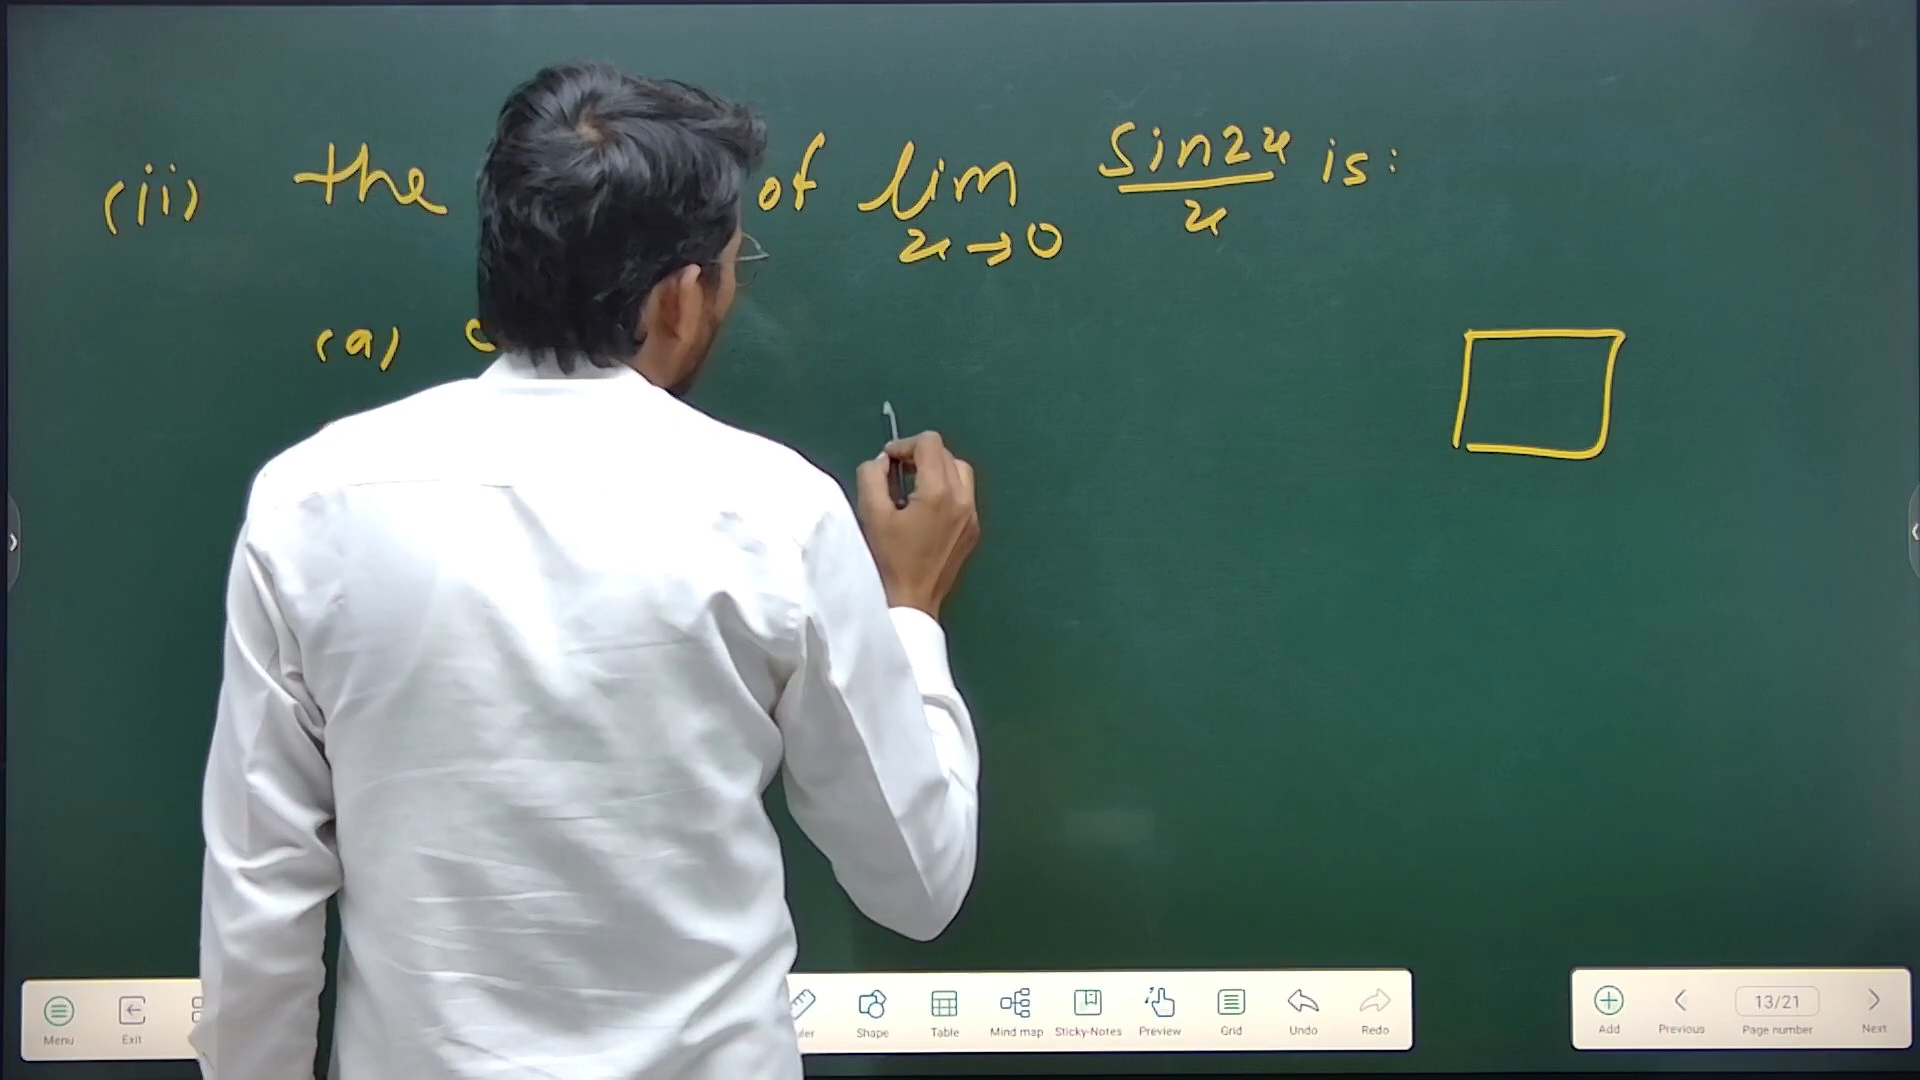 (ii) the of lim sin2x is:
x→0 x
(a)
Menu Exit Shape Table Mind map Sticky-Notes Preview Grid Undo Redo Add Previous 13/21 Page number Next